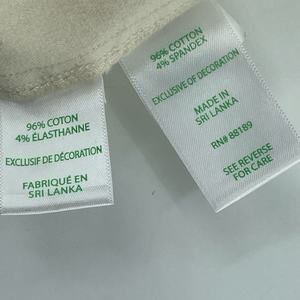 96% COTON
4% ÉLASTHANNE
EXCLUSIF DE DÉCORATION
FABRIQUÉ EN
SRI LANKA
96% COTTON
4% SPANDEX
EXCLUSIVE OF DECORATION
MADE IN
SRI LANKA
RN# 88189
SEE REVERSE
FOR CARE